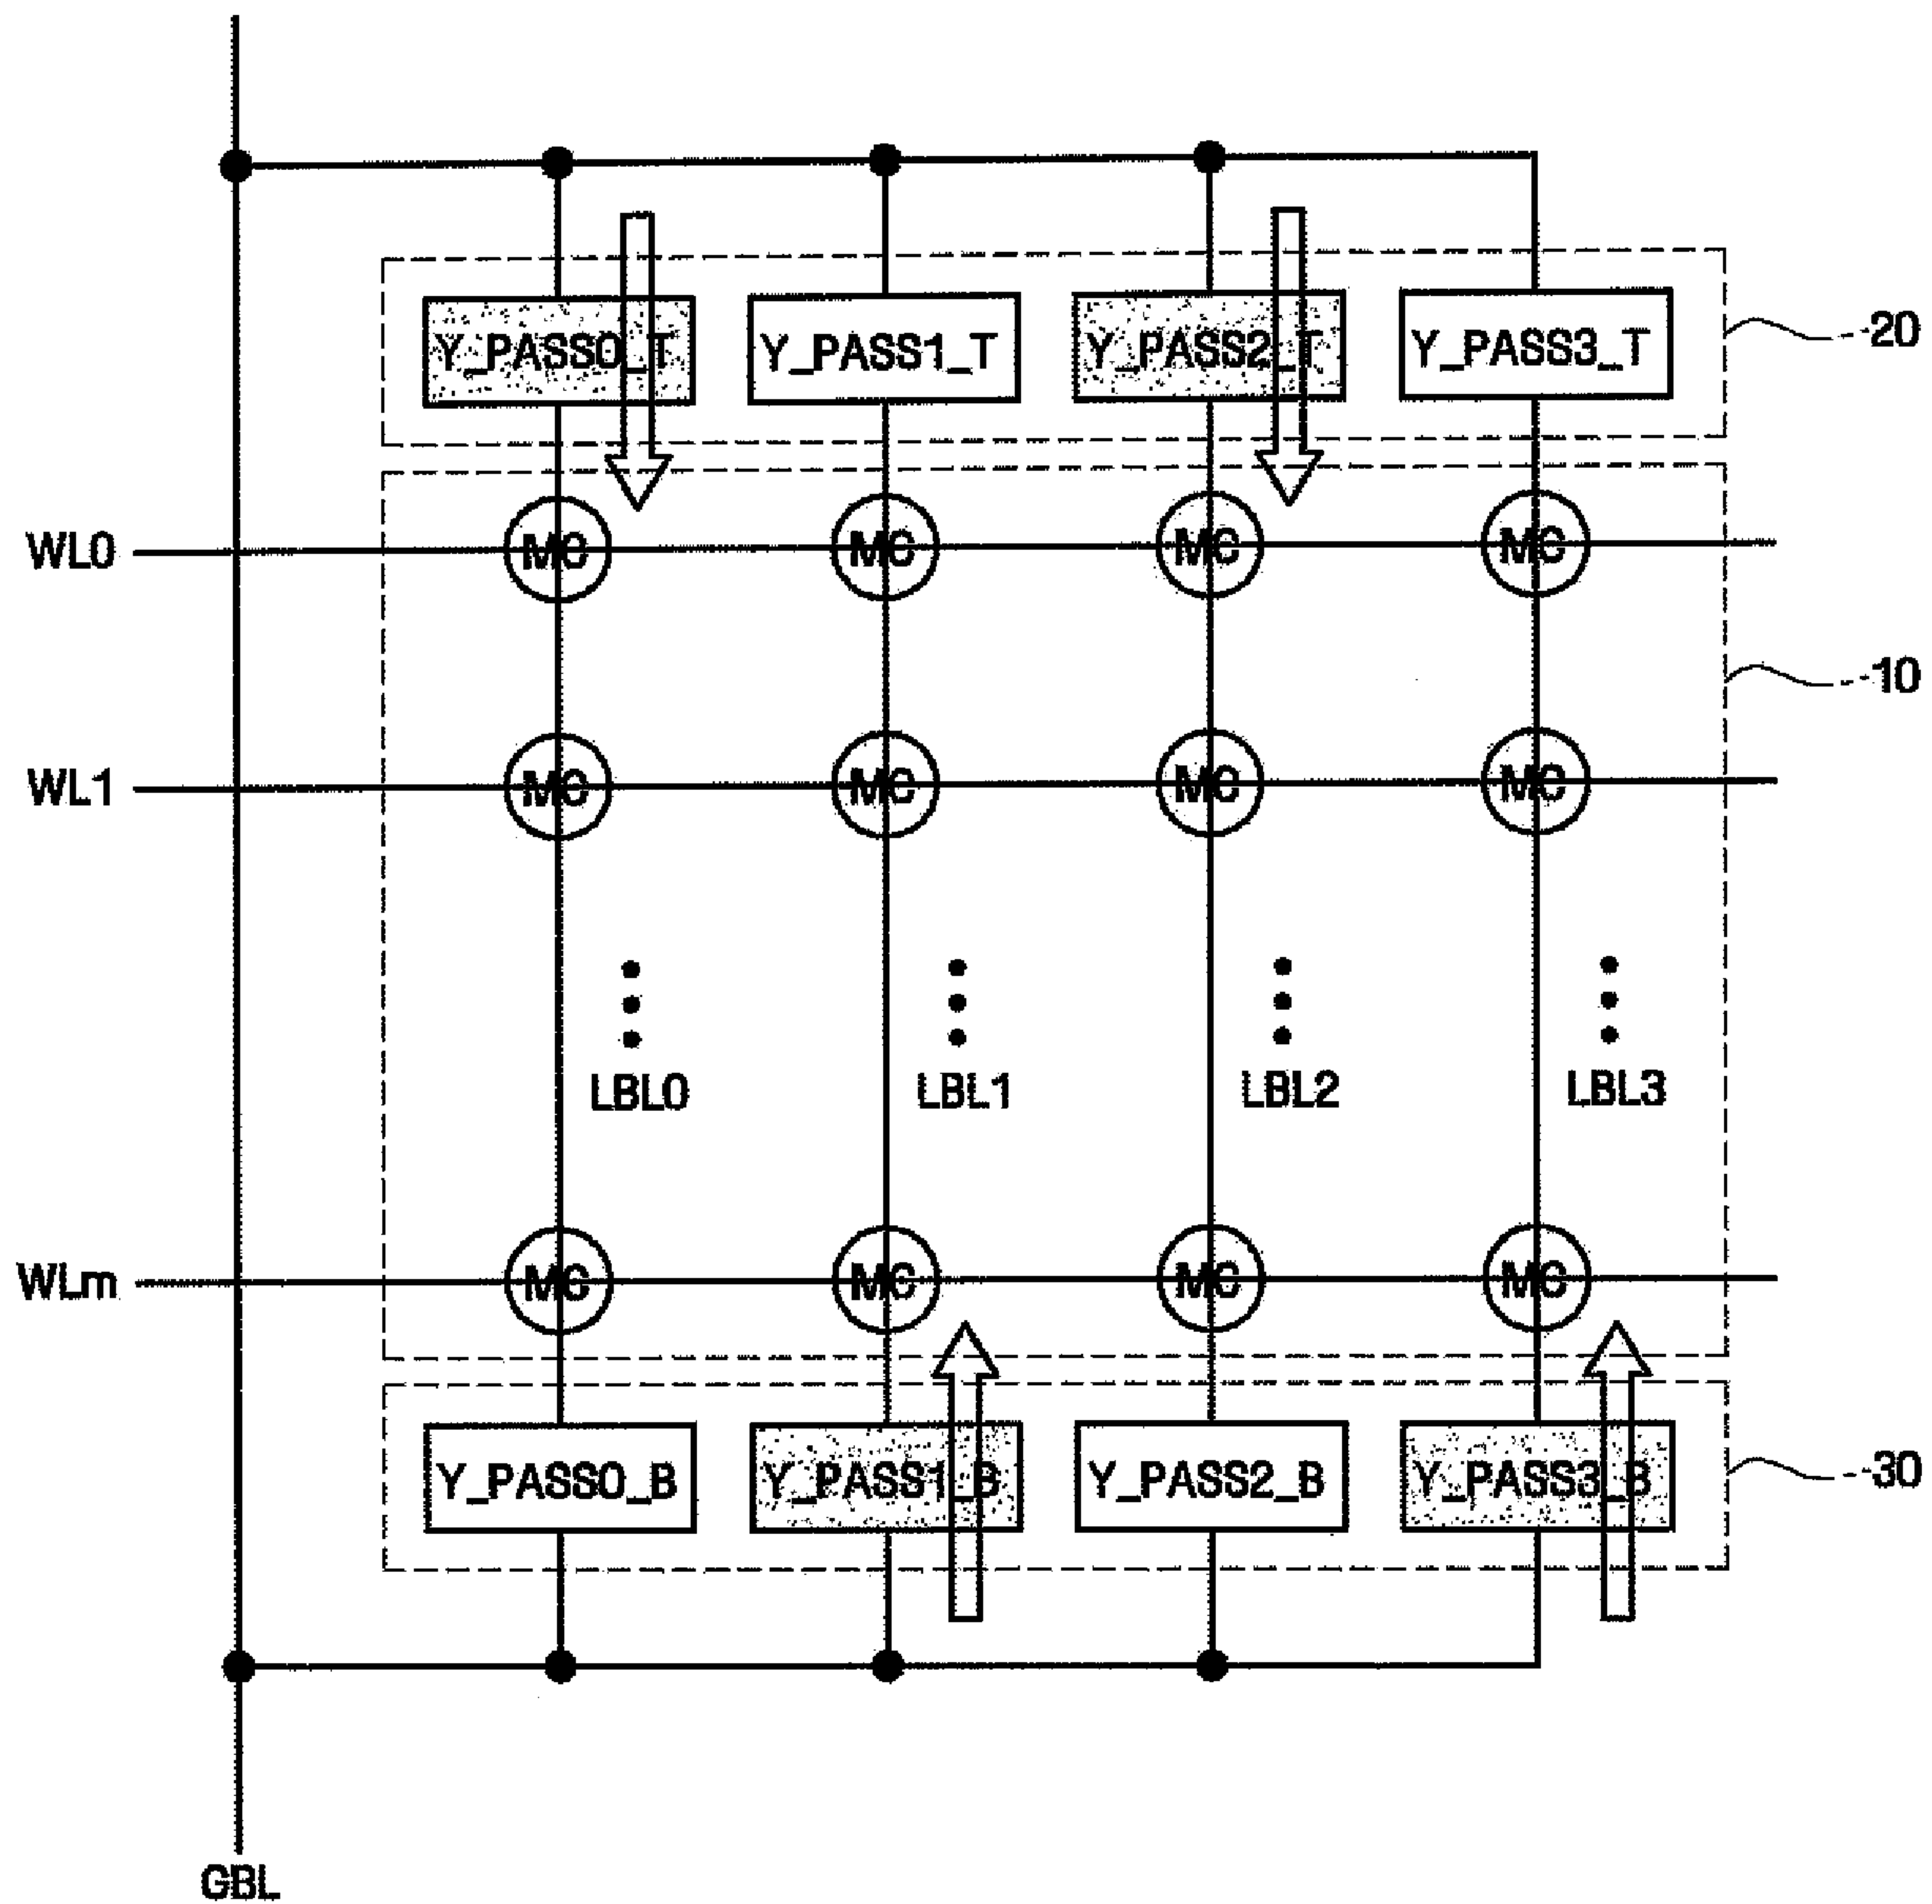 Y_PASS0_T Y_PASS1_T Y_PASS2_T Y_PASS3_T 20
WL0 MC MC MC MC
10
WL1 MC MC MC MC
LBL0 LBL1 LBL2 LBL3
WLm MC MC MC MC
Y_PASS0_B Y_PASS1_B Y_PASS2_B Y_PASS3_B 30
GBL